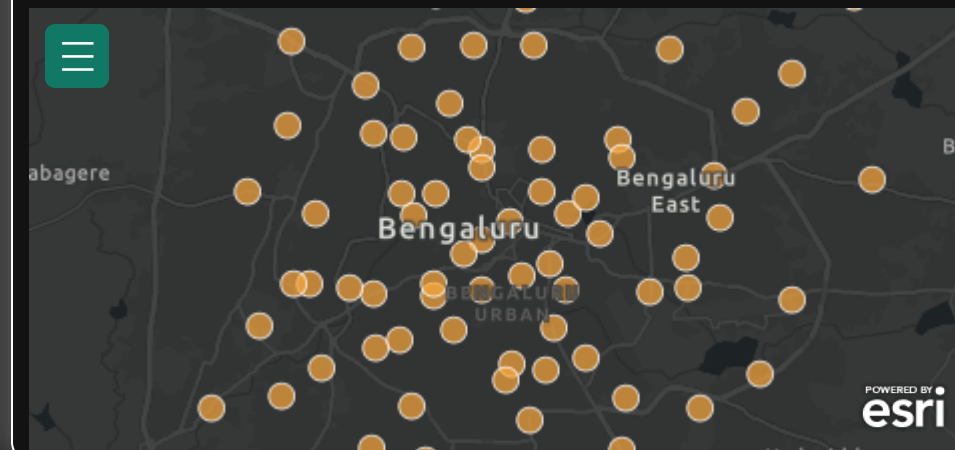 abagere
Bengaluru
East
Bengaluru
BENGALURU
URBAN
B
POWERED BY
esri